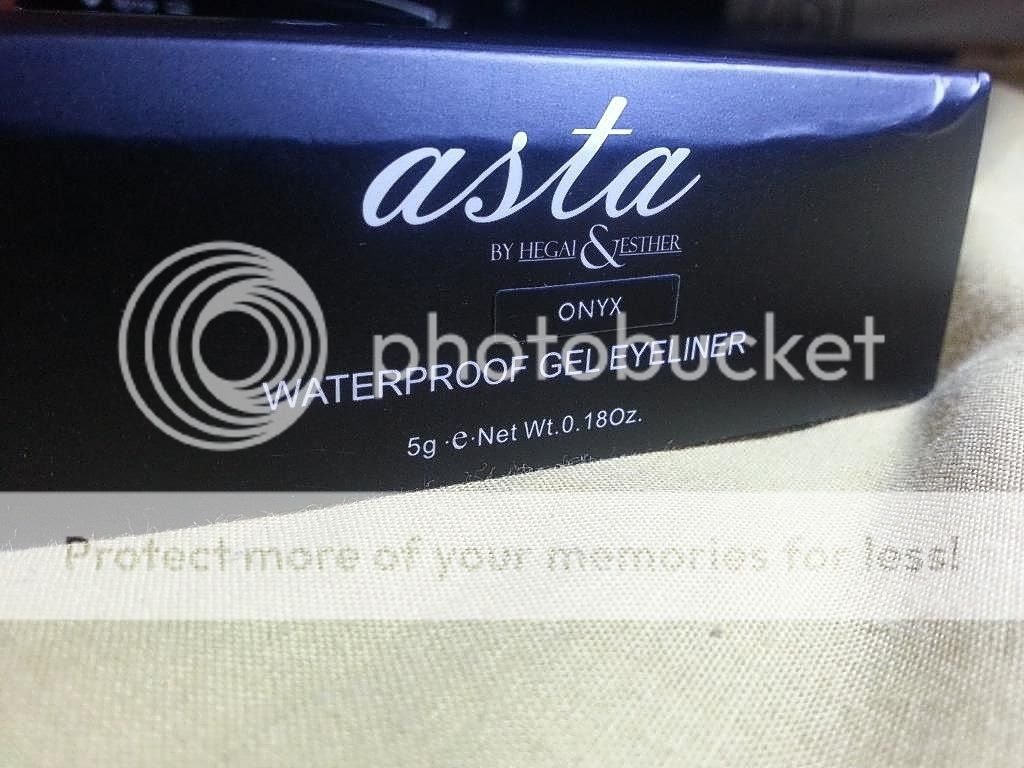 asta
BY HEGAI & ESTHER
ONYX
photobucket
WATERPROOF GEL EYELINER
5g ·e·Net Wt.0.18Oz.
Protect more of your memories for less!